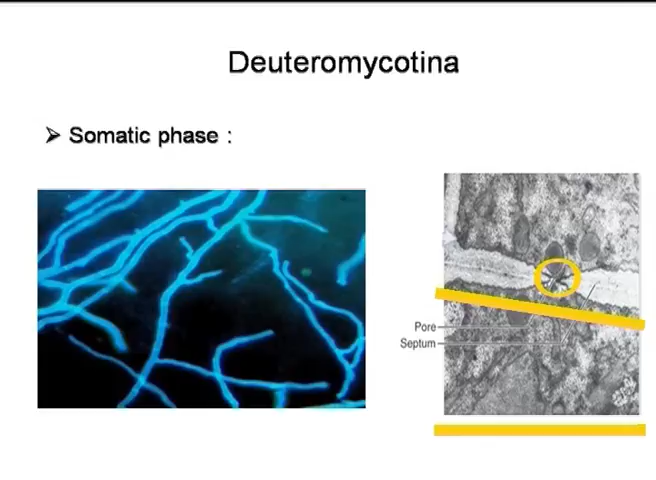 Deuteromycotina
➢ Somatic phase :
Pore
Septum